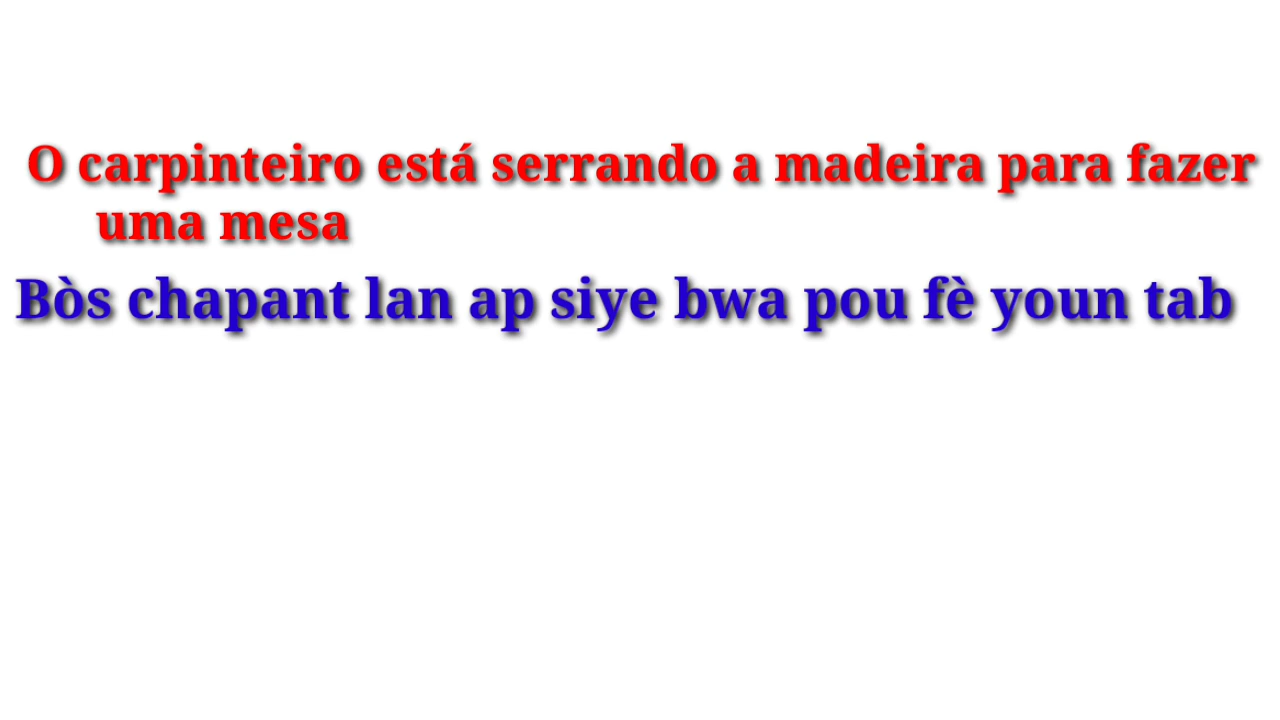 O carpinteiro está serrando a madeira para fazer
uma mesa
Bòs chapant lan ap siye bwa pou fè youn tab